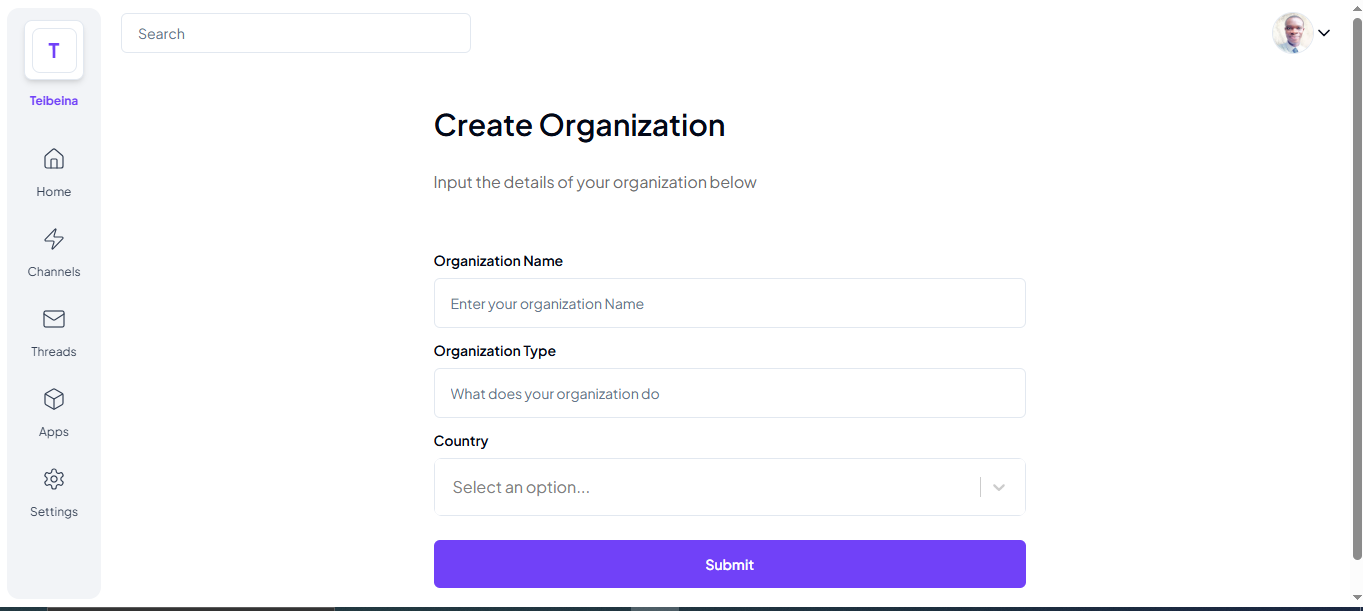 T
Teibeina
Home
Channels
Threads
Apps
Settings
Search
Create Organization
Input the details of your organization below
Organization Name
Enter your organization Name
Organization Type
What does your organization do
Country
Select an option...
Submit